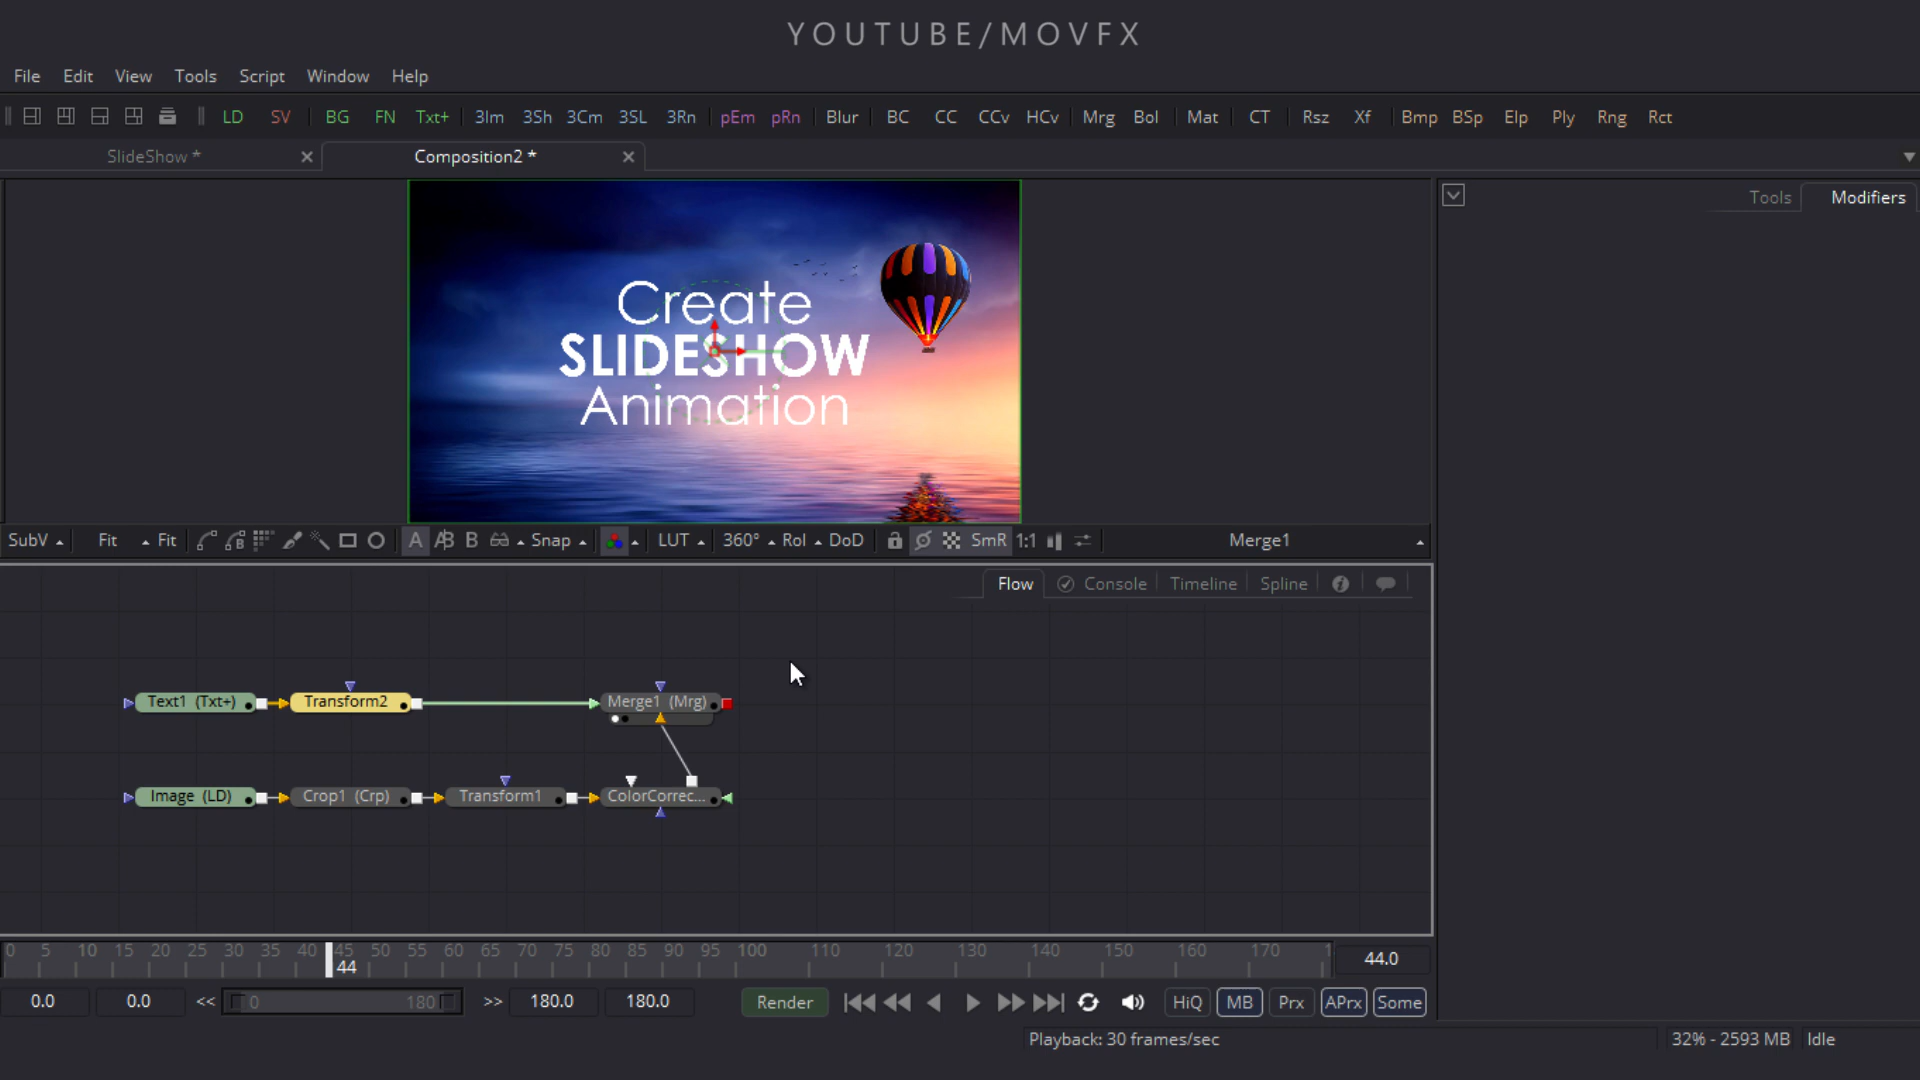 YOUTUBE/MOVFX
File Edit View Tools Script Window Help
LD SV BG FN Txt+ 3Im 3Sh 3Cm 3SL 3Rn pEm pRn Blur BC CC CCv HCv Mrg Bol Mat CT Rsz Xf Bmp BSp Elp Ply Rng Rct
SlideShow * Composition2 *
Tools Modifiers
Create
SLIDESHOW
Animation
SubV Fit Fit A AB B Snap LUT 360° Rol DoD SmR 1:1 Merge1
Flow Console Timeline Spline
Text1 (Txt+) Transform2 Merge1 (Mrg)
Image (LD) Crop1 (Crp) Transform1 ColorCorrec...
0 5 10 15 20 25 30 35 40 45 50 55 60 65 70 75 80 85 90 95 100 110 120 130 140 150 160 170 1
44 44.0
0.0 0.0 << 0 180 >> 180.0 180.0 Render HiQ MB Prx APrx Some
Playback: 30 frames/sec 32% - 2593 MB Idle